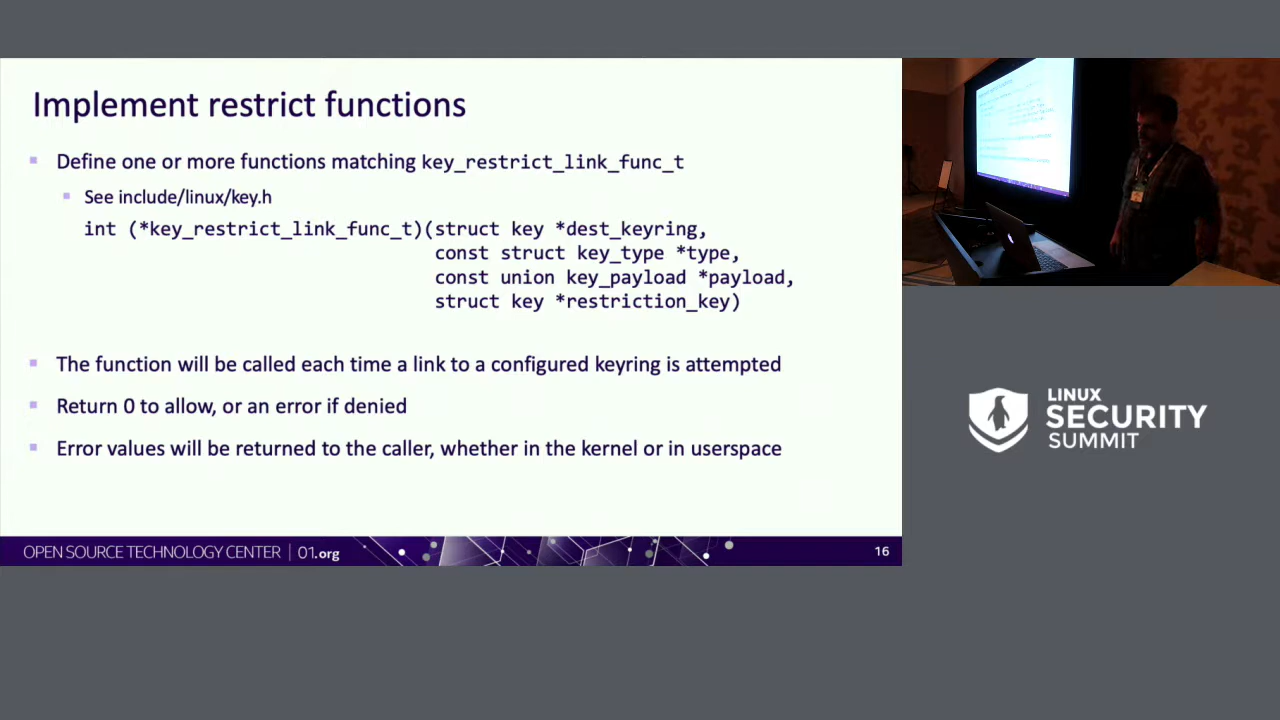 Implement restrict functions
Define one or more functions matching key_restrict_link_func_t
See include/linux/key.h
int (*key_restrict_link_func_t)(struct key *dest_keyring,
const struct key_type *type,
const union key_payload *payload,
struct key *restriction_key)
The function will be called each time a link to a configured keyring is attempted
Return 0 to allow, or an error if denied
Error values will be returned to the caller, whether in the kernel or in userspace
OPEN SOURCE TECHNOLOGY CENTER | 01.org
16
LINUX
SECURITY
SUMMIT